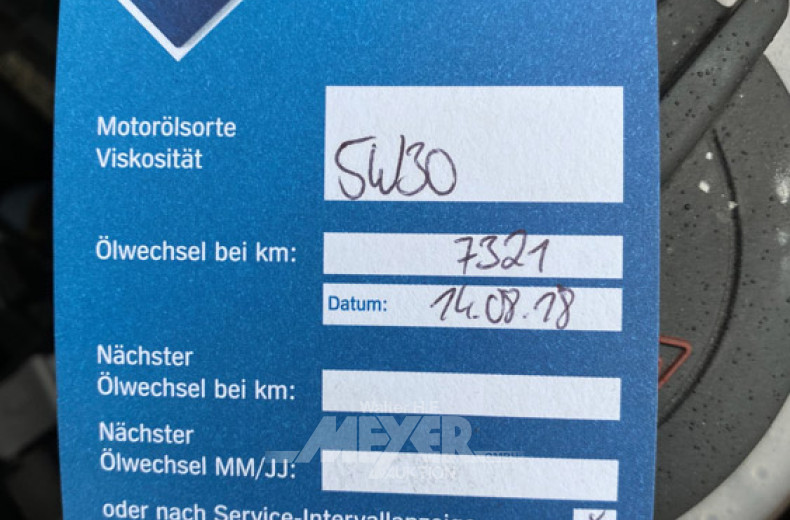 Motorölsorte
Viskosität
5W30
Ölwechsel bei km: 7321
Datum: 14.08.18
Nächster
Ölwechsel bei km:
MEYER
Nächster
Ölwechsel MM/JJ:
oder nach Service-Intervallanzeige